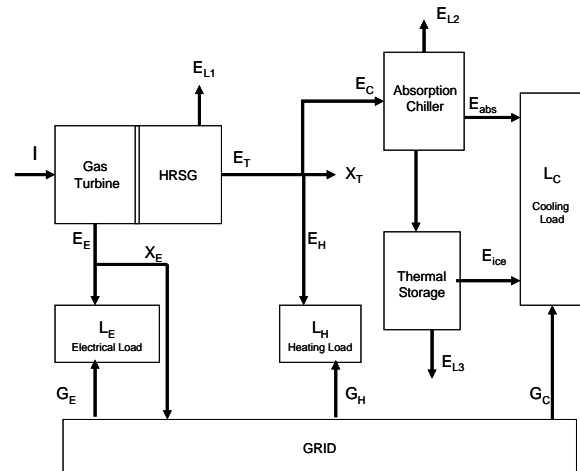 E_L2
E_L1
E_C
Absorption
Chiller
E_abs
I
Gas
Turbine
HRSG
E_T
X_T
L_C
Cooling
Load
E_E
X_E
E_H
E_ice
Thermal
Storage
L_E
Electrical Load
L_H
Heating Load
E_L3
G_E
G_H
G_C
GRID